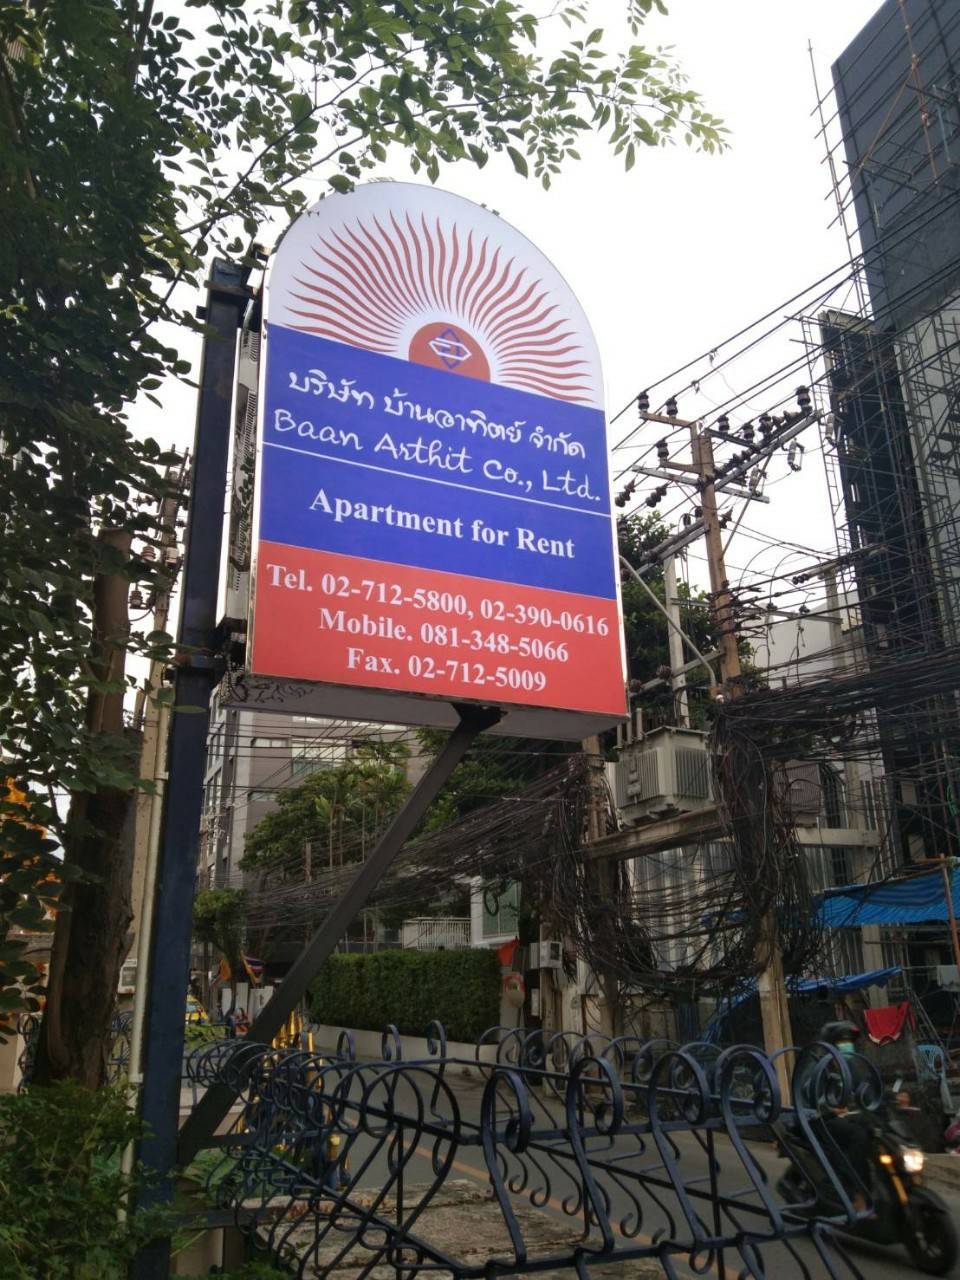 บริษัท บ้านอาทิตย์ จำกัด
Baan Arthit Co., Ltd.
Apartment for Rent
Tel. 02-712-5800, 02-390-0616
Mobile. 081-348-5066
Fax. 02-712-5009